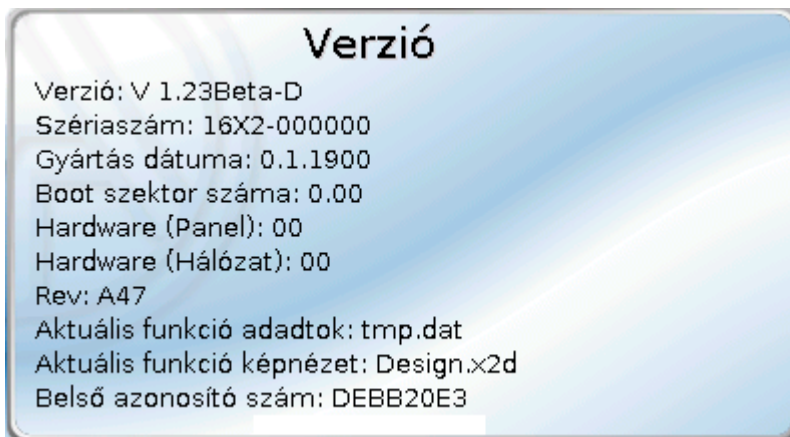 Verzió
Verzió: V 1.23Beta-D
Szériaszám: 16X2-000000
Gyártás dátuma: 0.1.1900
Boot szektor száma: 0.00
Hardware (Panel): 00
Hardware (Hálózat): 00
Rev: A47
Aktuális funkció adadtok: tmp.dat
Aktuális funkció képnézet: Design.x2d
Belső azonosító szám: DEBB20E3